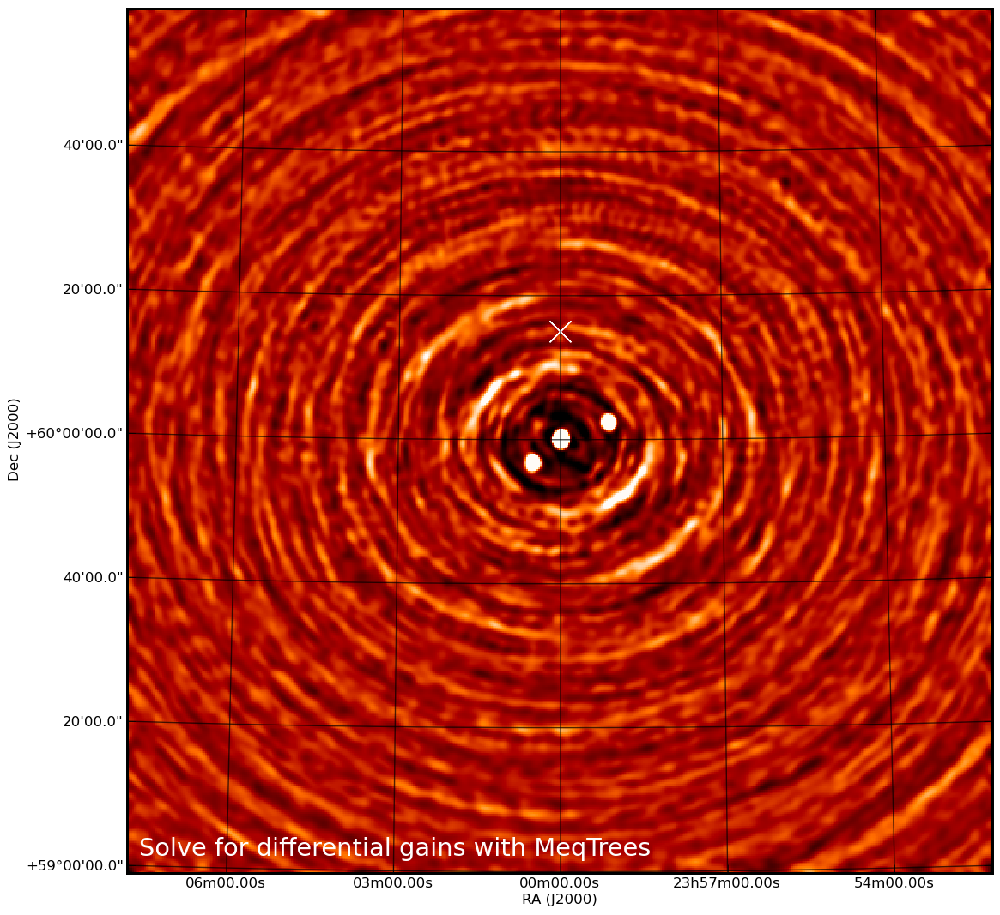 40'00.0"
20'00.0"
+60°00'00.0"
40'00.0"
20'00.0"
+59°00'00.0"
Dec (J2000)
Solve for differential gains with MeqTrees
06m00.00s 03m00.00s 00m00.00s 23h57m00.00s 54m00.00s
RA (J2000)